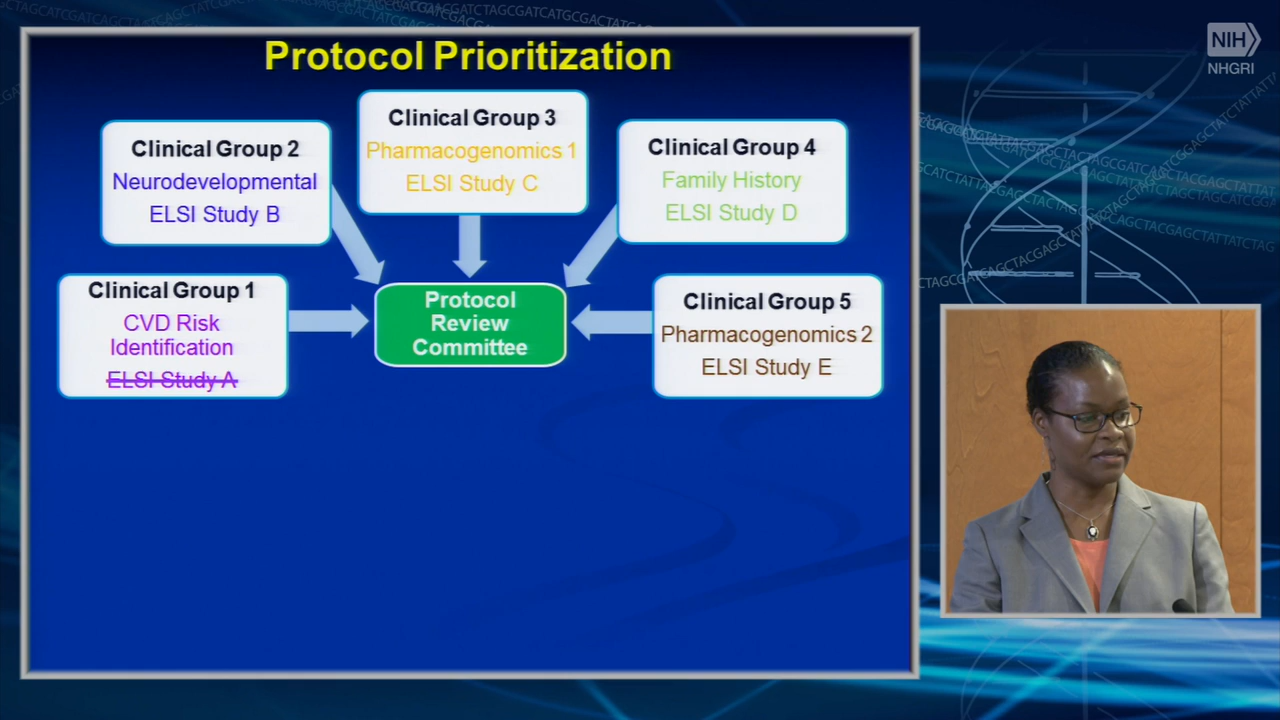 Protocol Prioritization
Clinical Group 3
Pharmacogenomics 1
ELSI Study C
Clinical Group 2
Neurodevelopmental
ELSI Study B
Clinical Group 4
Family History
ELSI Study D
Clinical Group 1
CVD Risk
Identification
ELSI Study A
Protocol
Review
Committee
Clinical Group 5
Pharmacogenomics 2
ELSI Study E
NIH
NHGRI